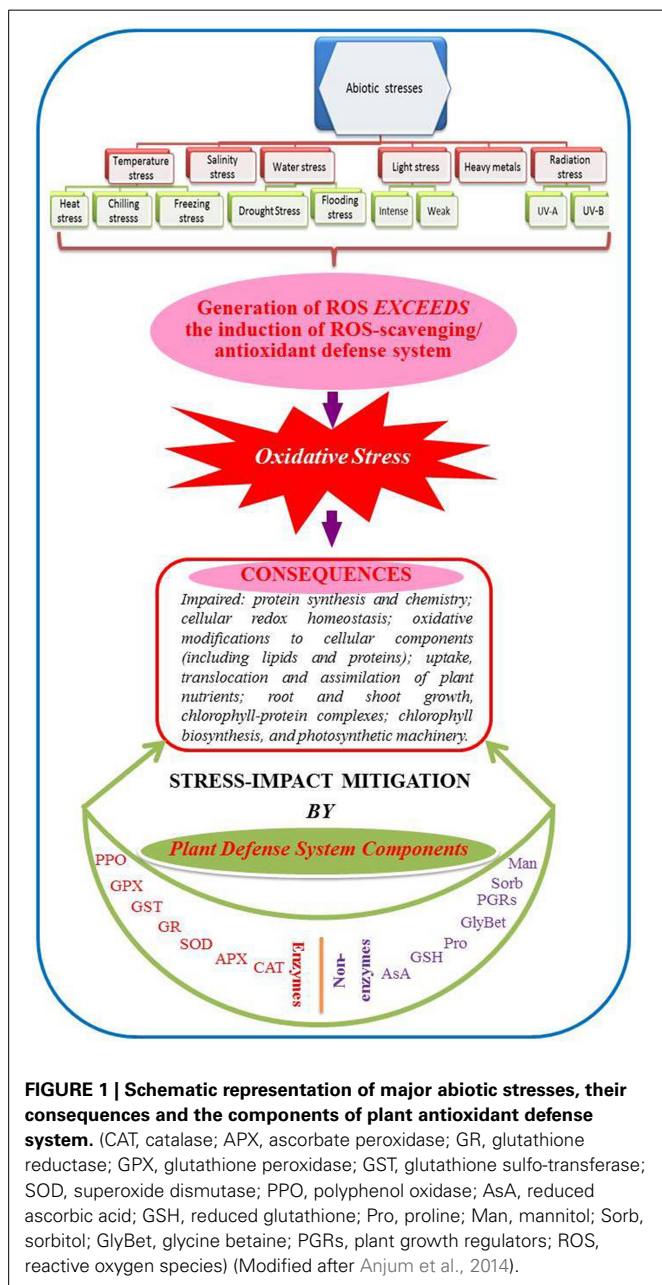 Abiotic stresses
Temperature
stress
Salinity
stress
Water stress
Light stress
Heavy metals
Radiation
stress
Heat
stress
Chilling
stresss
Freezing
stress
Drought Stress
Flooding
stress
Intense
Weak
UV-A
UV-B
Generation of ROS EXCEEDS
the induction of ROS-scavenging/
antioxidant defense system
Oxidative Stress
CONSEQUENCES
Impaired: protein synthesis and chemistry;
cellular redox homeostasis; oxidative
modifications to cellular components
(including lipids and proteins); uptake,
translocation and assimilation of plant
nutrients; root and shoot growth,
chlorophyll-protein complexes; chlorophyll
biosynthesis, and photosynthetic machinery.
STRESS-IMPACT MITIGATION
BY
Plant Defense System Components
PPO
GPX
GST
GR
SOD
APX
CAT
Enzymes
Non-
enzymes
AsA
GSH
Pro
GlyBet
PGRs
Sorb
Man
FIGURE 1 | Schematic representation of major abiotic stresses, their
consequences and the components of plant antioxidant defense
system. (CAT, catalase; APX, ascorbate peroxidase; GR, glutathione
reductase; GPX, glutathione peroxidase; GST, glutathione sulfo-transferase;
SOD, superoxide dismutase; PPO, polyphenol oxidase; AsA, reduced
ascorbic acid; GSH, reduced glutathione; Pro, proline; Man, mannitol; Sorb,
sorbitol; GlyBet, glycine betaine; PGRs, plant growth regulators; ROS,
reactive oxygen species) (Modified after Anjum et al., 2014).